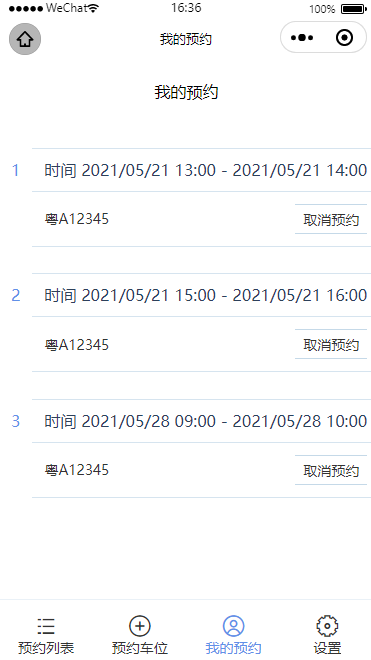 WeChat 16:36 100%
我的预约
我的预约
1 时间 2021/05/21 13:00 - 2021/05/21 14:00
粤A12345 取消预约
2 时间 2021/05/21 15:00 - 2021/05/21 16:00
粤A12345 取消预约
3 时间 2021/05/28 09:00 - 2021/05/28 10:00
粤A12345 取消预约
预约列表 预约车位 我的预约 设置